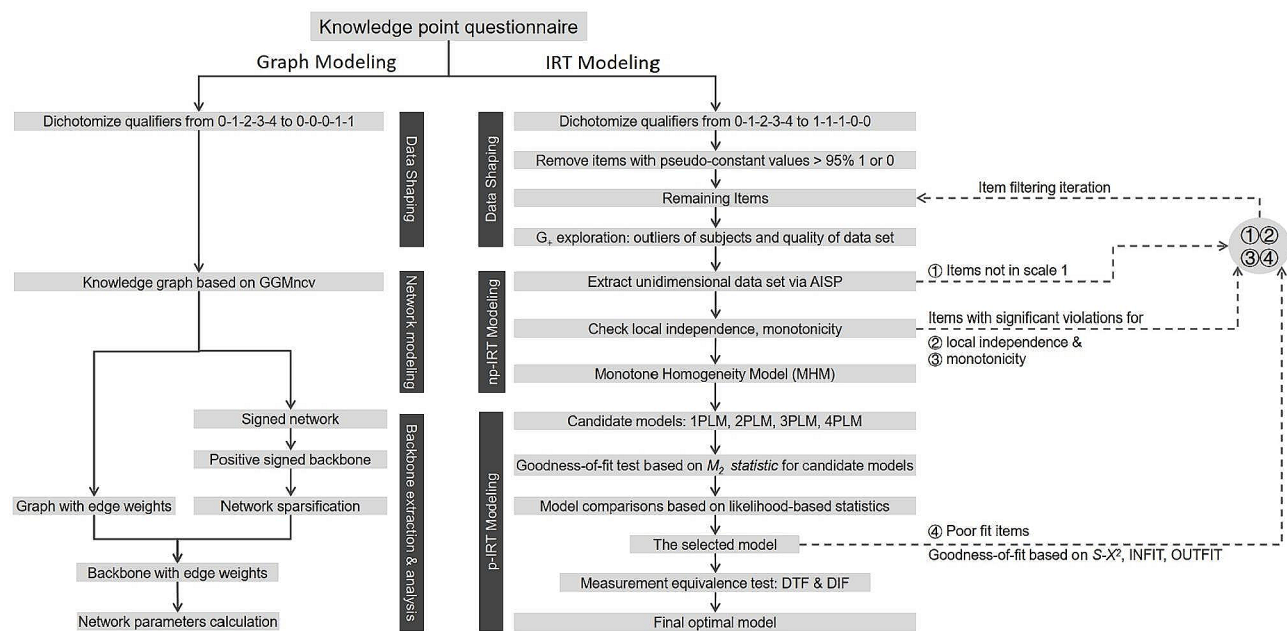 Knowledge point questionnaire
Graph Modeling
IRT Modeling
Dichotomize qualifiers from 0-1-2-3-4 to 0-0-0-1-1
Data Shaping
Knowledge graph based on GGMncv
Network modeling
Signed network
Positive signed backbone
Graph with edge weights
Network sparsification
Backbone with edge weights
Network parameters calculation
Backbone extraction & analysis
Data Shaping
Dichotomize qualifiers from 0-1-2-3-4 to 1-1-1-0-0
Remove items with pseudo-constant values > 95% 1 or 0
Remaining Items
G₊ exploration: outliers of subjects and quality of data set
np-IRT Modeling
Extract unidimensional data set via AISP
Check local independence, monotonicity
Monotone Homogeneity Model (MHM)
p-IRT Modeling
Candidate models: 1PLM, 2PLM, 3PLM, 4PLM
Goodness-of-fit test based on M₂ statistic for candidate models
Model comparisons based on likelihood-based statistics
The selected model
Measurement equivalence test: DTF & DIF
Final optimal model
Item filtering iteration
①②
③④
① Items not in scale 1
Items with significant violations for
② local independence &
③ monotonicity
④ Poor fit items
Goodness-of-fit based on S-X², INFIT, OUTFIT